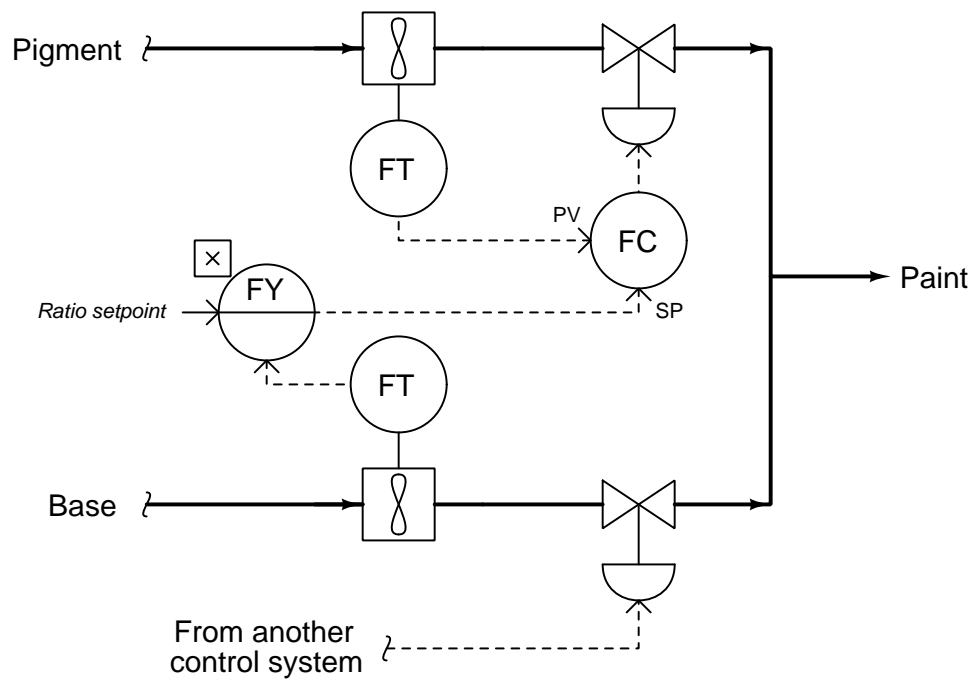 Pigment
FT
PV
FC
×
FY
Ratio setpoint
SP
Paint
FT
Base
From another
control system